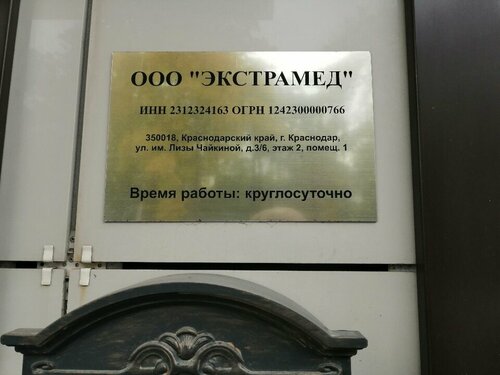 ООО "ЭКСТРАМЕД"
ИНН 2312324163 ОГРН 1242300000766
350018, Краснодарский край, г. Краснодар,
ул. им. Лизы Чайкиной, д.3/6, этаж 2, помещ. 1
Время работы: круглосуточно